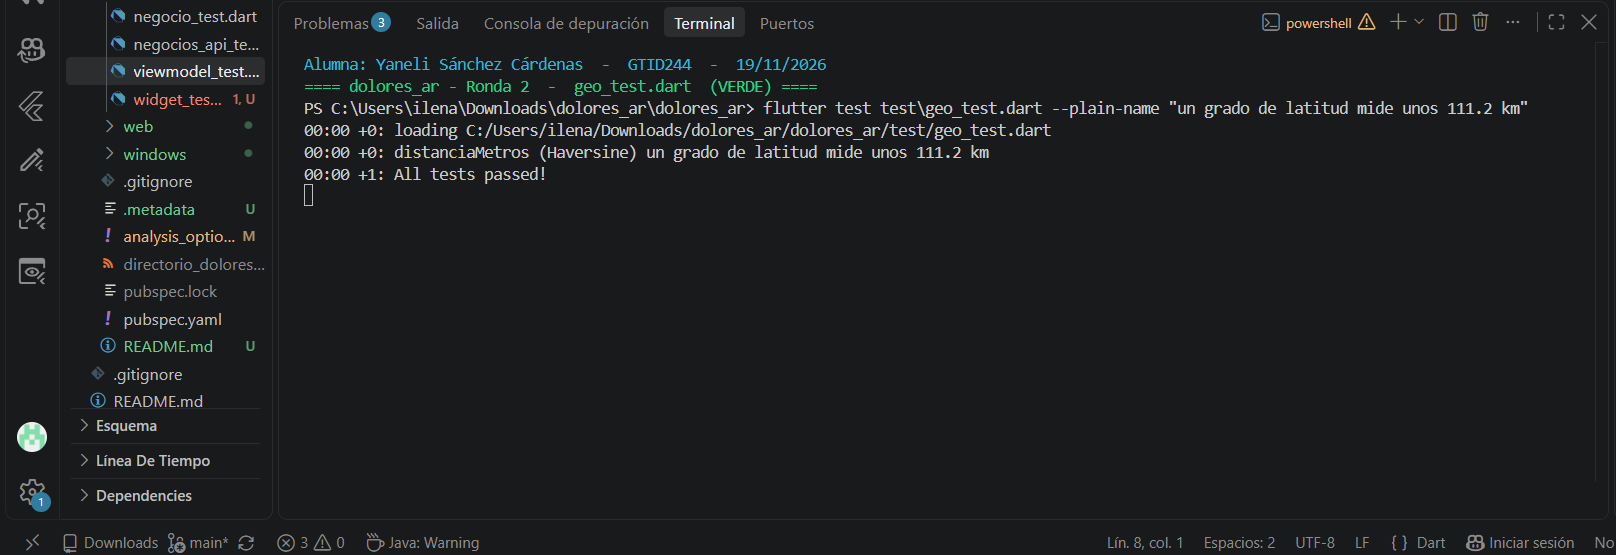 Problemas 3 Salida Consola de depuración Terminal Puertos powershell
negocio_test.dart
negocios_api_te...
viewmodel_test....
widget_tes... 1, U
web
windows
.gitignore
.metadata U
! analysis_optio... M
directorio_dolores...
pubspec.lock
! pubspec.yaml
README.md U
.gitignore
README.md
Esquema
Línea De Tiempo
Dependencies
1
Alumna: Yaneli Sánchez Cárdenas - GTID244 - 19/11/2026
==== dolores_ar - Ronda 2 - geo_test.dart (VERDE) ====
PS C:\Users\ilena\Downloads\dolores_ar\dolores_ar> flutter test test\geo_test.dart --plain-name "un grado de latitud mide unos 111.2 km"
00:00 +0: loading C:/Users/ilena/Downloads/dolores_ar/dolores_ar/test/geo_test.dart
00:00 +0: distanciaMetros (Haversine) un grado de latitud mide unos 111.2 km
00:00 +1: All tests passed!
Downloads main* 3 0 Java: Warning Lín. 8, col. 1 Espacios: 2 UTF-8 LF { } Dart Iniciar sesión No